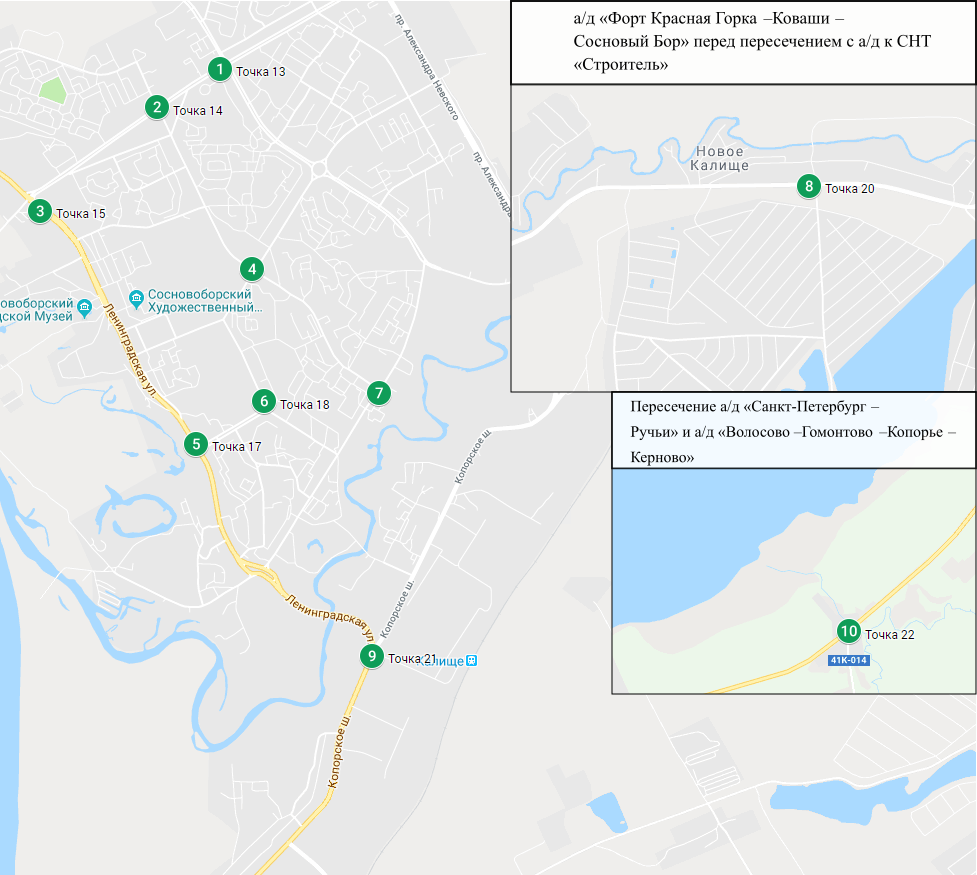 а/д «Форт Красная Горка –Коваши –
Сосновый Бор» перед пересечением с а/д к СНТ
«Строитель»
пр. Александра Невского
1 Точка 13
2 Точка 14
пр. Александра
Новое
Калище
8 Точка 20
3 Точка 15
4
Сосновоборский
Художественный...
овоборский
дской Музей
Ленинградская ул.
7
6 Точка 18
5 Точка 17
Пересечение а/д «Санкт-Петербург –
Ручьи» и а/д «Волосово –Гомонтово –Копорье –
Керново»
Копорское ш.
Копорское ш.
Ленинградская ул.
10 Точка 22
41К-014
9 Точка 21
Калище
Копорское ш.